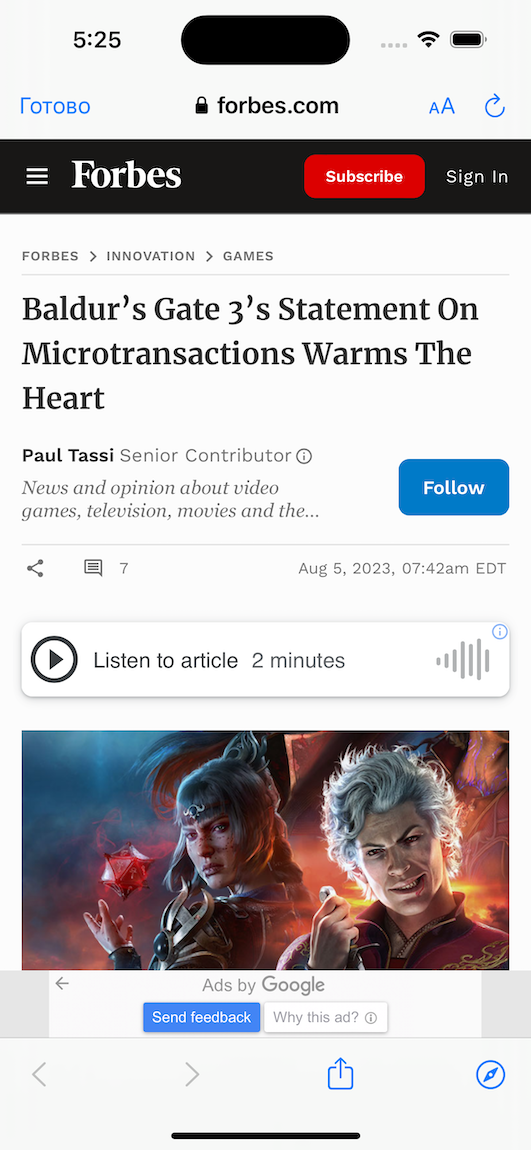 5:25
Готово
forbes.com
AA
Forbes
Subscribe
Sign In
FORBES > INNOVATION > GAMES
Baldur’s Gate 3’s Statement On
Microtransactions Warms The
Heart
Paul Tassi Senior Contributor
News and opinion about video
games, television, movies and the...
Follow
7
Aug 5, 2023, 07:42am EDT
Listen to article 2 minutes
Ads by Google
Send feedback
Why this ad?